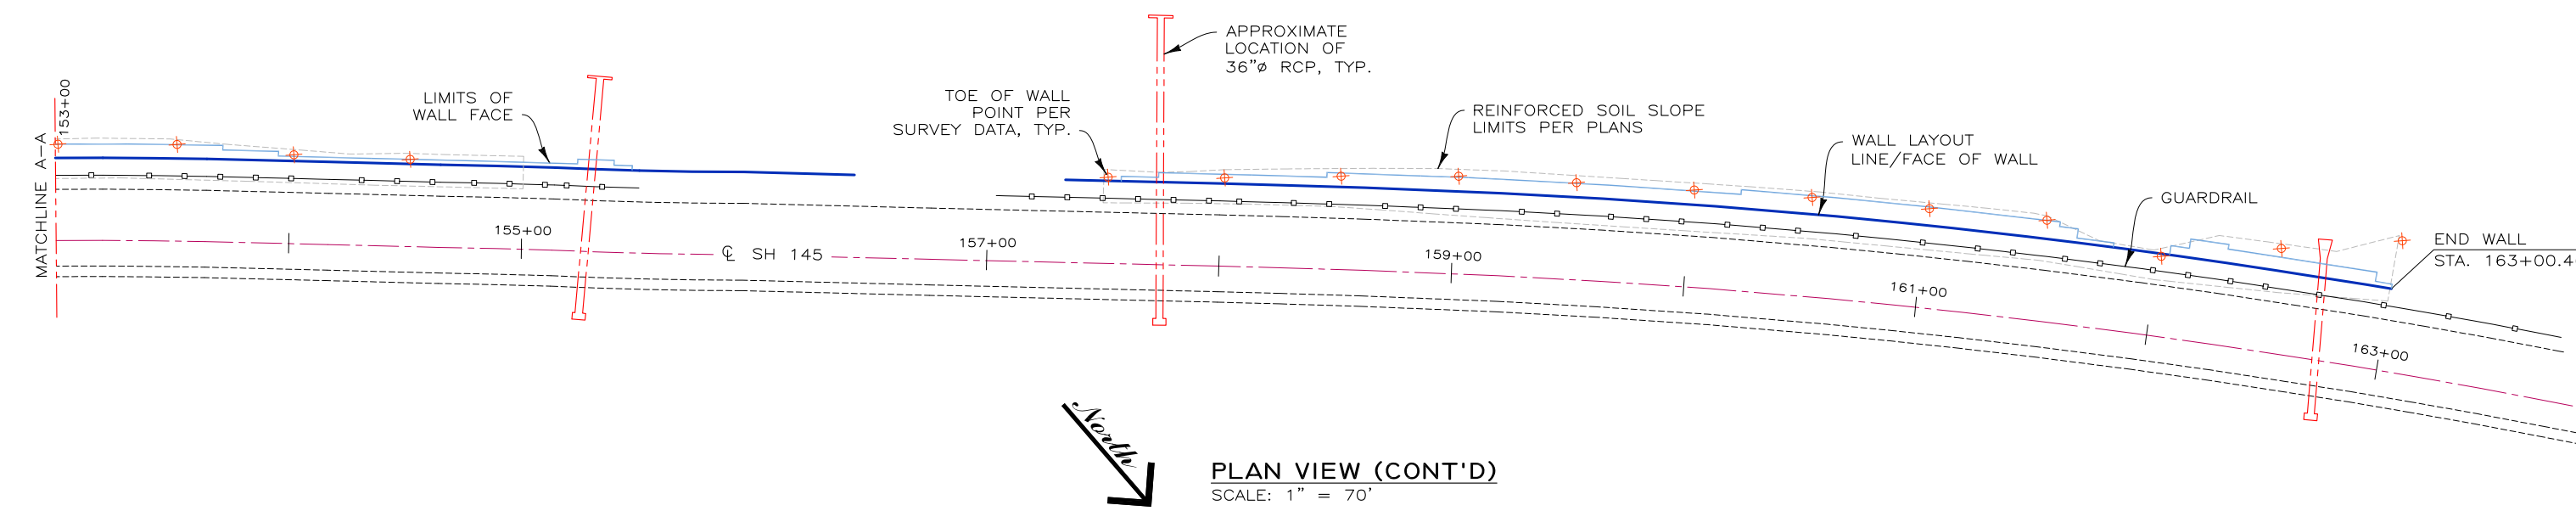 MATCHLINE A-A
153+00
LIMITS OF
WALL FACE
155+00
℄ SH 145
TOE OF WALL
POINT PER
SURVEY DATA, TYP.
157+00
APPROXIMATE
LOCATION OF
36"ø RCP, TYP.
REINFORCED SOIL SLOPE
LIMITS PER PLANS
159+00
WALL LAYOUT
LINE/FACE OF WALL
161+00
GUARDRAIL
END WALL
STA. 163+00.4
163+00
North
PLAN VIEW (CONT'D)
SCALE: 1" = 70'